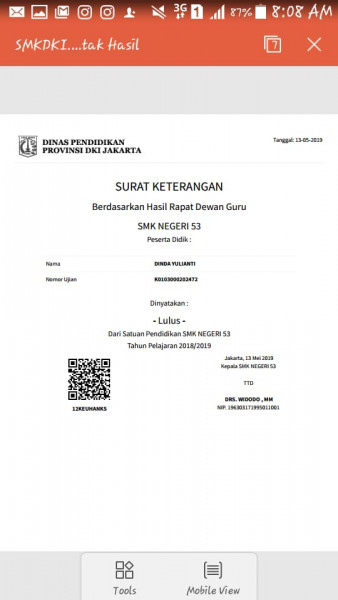 3G
1
87%
8:08 AM
SMKDKI....tak Hasil
7
DINAS PENDIDIKAN
PROVINSI DKI JAKARTA
Tanggal: 13-05-2019
SURAT KETERANGAN
Berdasarkan Hasil Rapat Dewan Guru
SMK NEGERI 53
Peserta Didik :
Nama DINDA YULIANTI
Nomor Ujian K0103000202472
Dinyatakan :
- Lulus -
Dari Satuan Pendidikan SMK NEGERI 53
Tahun Pelajaran 2018/2019
Jakarta, 13 Mei 2019
Kepala SMK NEGERI 53
TTD
12KEUHANKS
DRS. WIDODO , MM
NIP. 196303171995011001
Tools
Mobile View